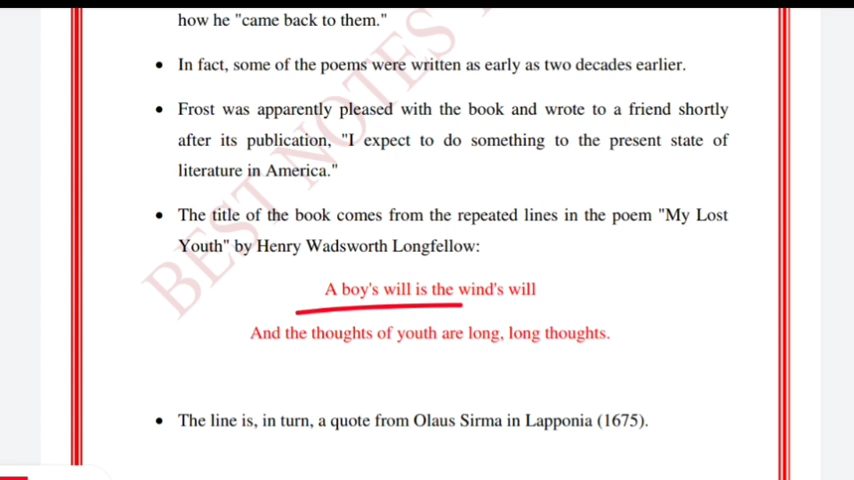 how he "came back to them."
• In fact, some of the poems were written as early as two decades earlier.
• Frost was apparently pleased with the book and wrote to a friend shortly
after its publication, "I expect to do something to the present state of
literature in America."
• The title of the book comes from the repeated lines in the poem "My Lost
Youth" by Henry Wadsworth Longfellow:
A boy's will is the wind's will
And the thoughts of youth are long, long thoughts.
• The line is, in turn, a quote from Olaus Sirma in Lapponia (1675).
BEST NOTES